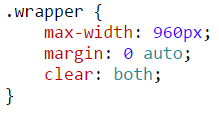 .wrapper {
    max-width: 960px;
    margin: 0 auto;
    clear: both;
}